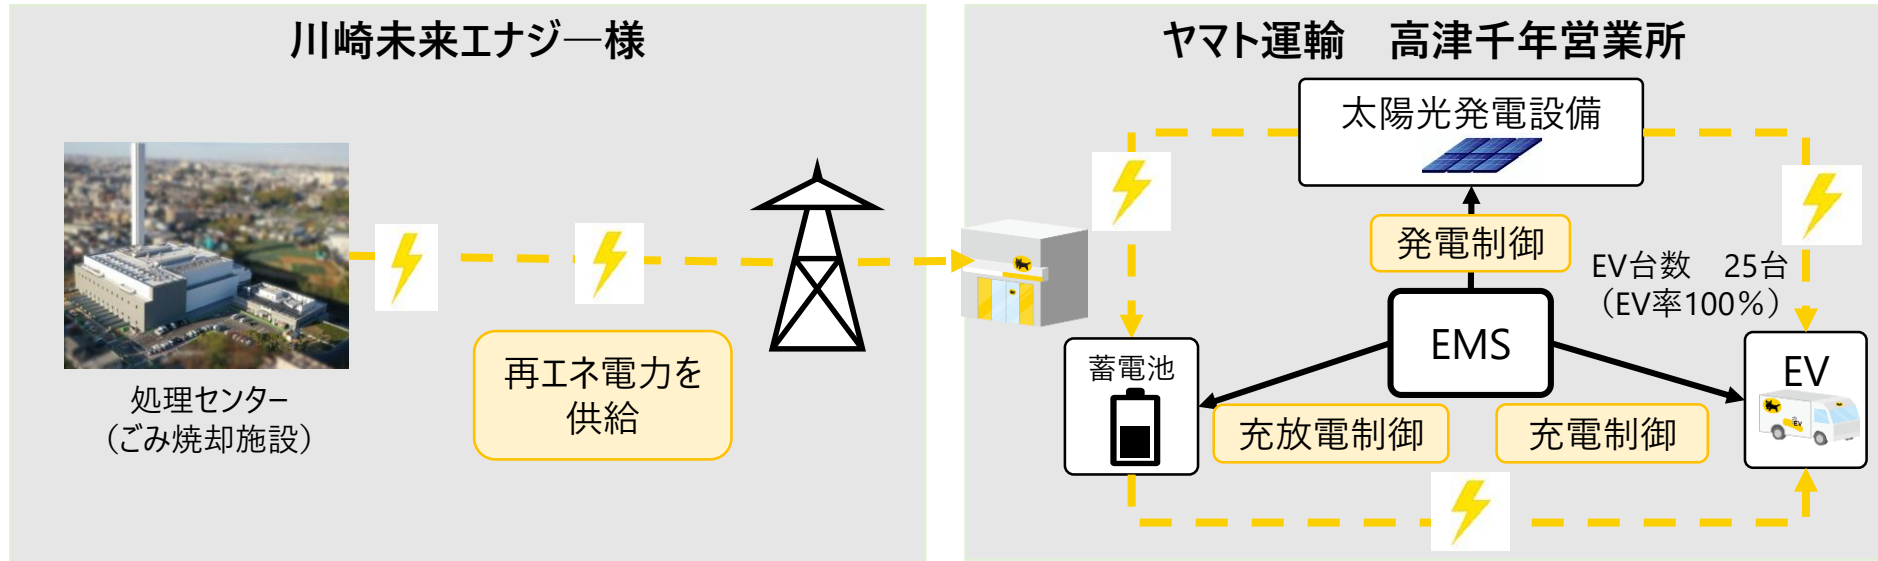 川崎未来エナジ―様
処理センター
（ごみ焼却施設）
再エネ電力を
供給
ヤマト運輸　高津千年営業所
太陽光発電設備
発電制御
EV台数　25台
（EV率100％）
EMS
蓄電池
EV
EV
充放電制御
充電制御